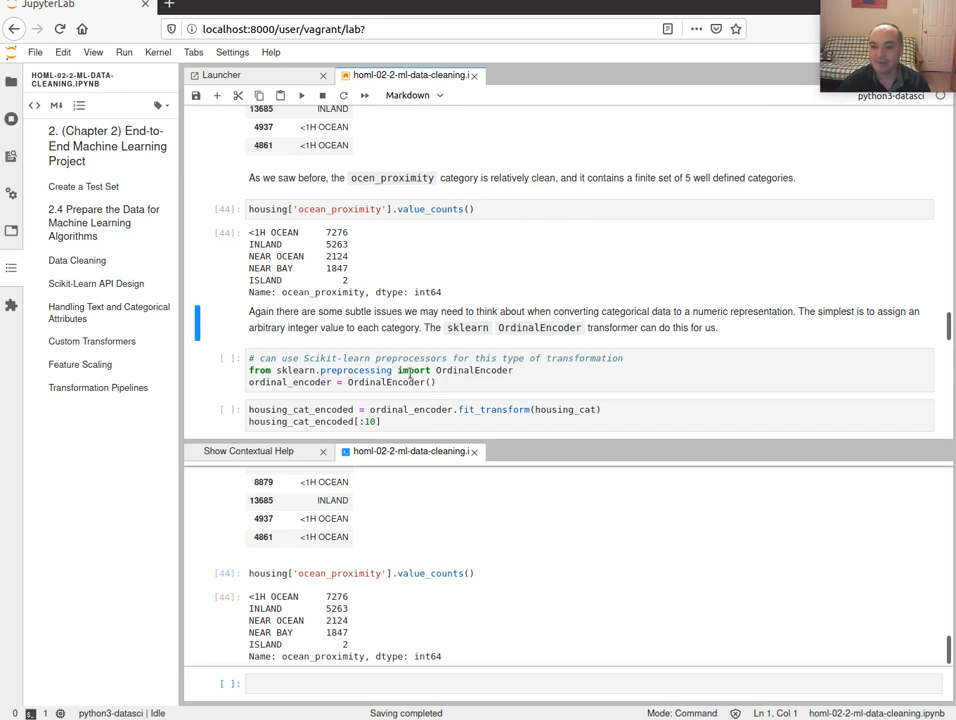 JupyterLab
localhost:8000/user/vagrant/lab?
File Edit View Run Kernel Tabs Settings Help
HOML-02-2-ML-DATA-
CLEANING.IPYNB
2. (Chapter 2) End-to-
End Machine Learning
Project
Create a Test Set
2.4 Prepare the Data for
Machine Learning
Algorithms
Data Cleaning
Scikit-Learn API Design
Handling Text and Categorical
Attributes
Custom Transformers
Feature Scaling
Transformation Pipelines
Launcher
homl-02-2-ml-data-cleaning.i
Markdown
python3-datasci
13685 INLAND
4937 <1H OCEAN
4861 <1H OCEAN
As we saw before, the ocen_proximity category is relatively clean, and it contains a finite set of 5 well defined categories.
[44]: housing['ocean_proximity'].value_counts()
[44]: <1H OCEAN 7276
INLAND 5263
NEAR OCEAN 2124
NEAR BAY 1847
ISLAND 2
Name: ocean_proximity, dtype: int64
Again there are some subtle issues we may need to think about when converting categorical data to a numeric representation. The simplest is to assign an
arbitrary integer value to each category. The sklearn OrdinalEncoder transformer can do this for us.
[ ]: # can use Scikit-learn preprocessors for this type of transformation
from sklearn.preprocessing import OrdinalEncoder
ordinal_encoder = OrdinalEncoder()
[ ]: housing_cat_encoded = ordinal_encoder.fit_transform(housing_cat)
housing_cat_encoded[:10]
Show Contextual Help
homl-02-2-ml-data-cleaning.i
8879 <1H OCEAN
13685 INLAND
4937 <1H OCEAN
4861 <1H OCEAN
[44]: housing['ocean_proximity'].value_counts()
[44]: <1H OCEAN 7276
INLAND 5263
NEAR OCEAN 2124
NEAR BAY 1847
ISLAND 2
Name: ocean_proximity, dtype: int64
[ ]:
0 1 python3-datasci | Idle Saving completed Mode: Command Ln 1, Col 1 homl-02-2-ml-data-cleaning.ipynb